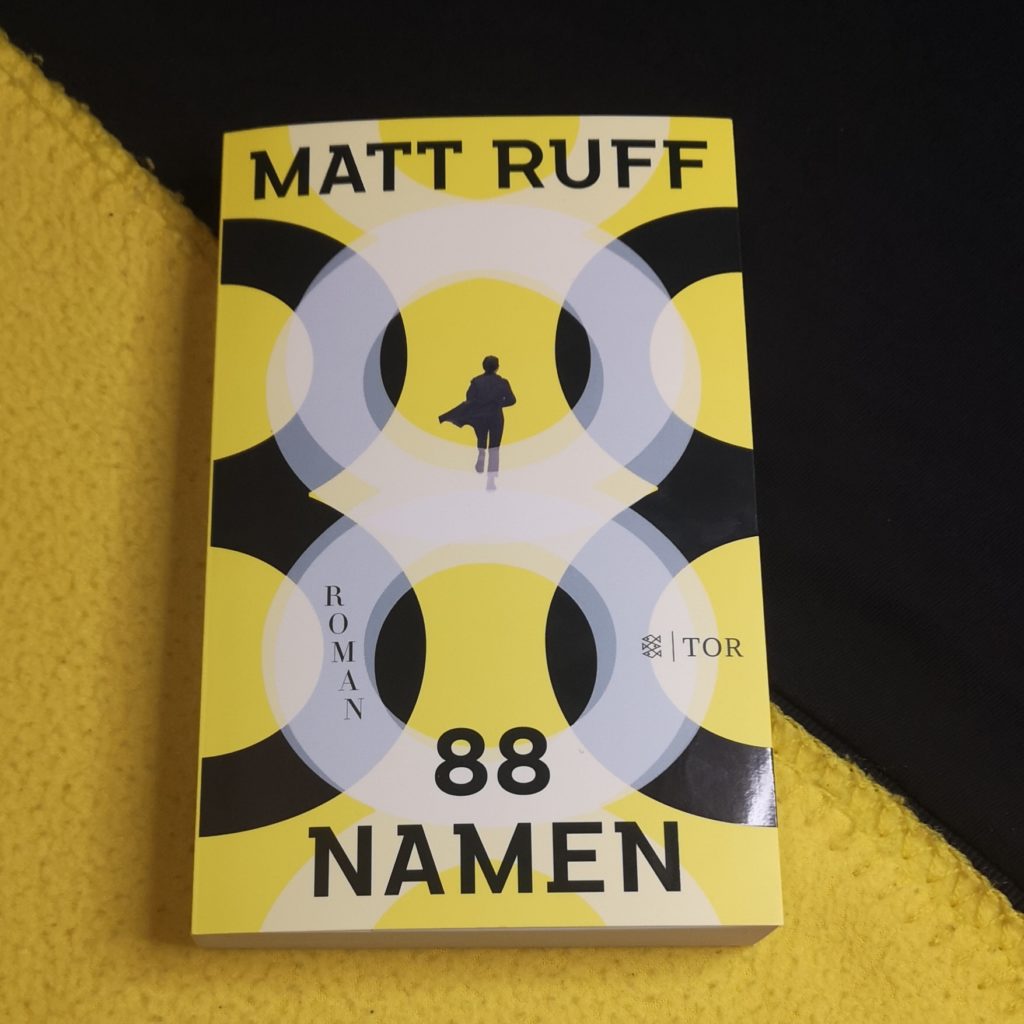 MATT RUFF
ROMAN
TOR
88
NAMEN